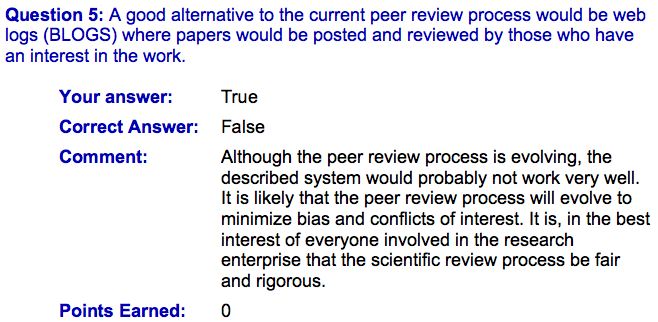 Question 5: A good alternative to the current peer review process would be web
logs (BLOGS) where papers would be posted and reviewed by those who have
an interest in the work.
Your answer: True
Correct Answer: False
Comment: Although the peer review process is evolving, the
described system would probably not work very well.
It is likely that the peer review process will evolve to
minimize bias and conflicts of interest. It is, in the best
interest of everyone involved in the research
enterprise that the scientific review process be fair
and rigorous.
Points Earned: 0